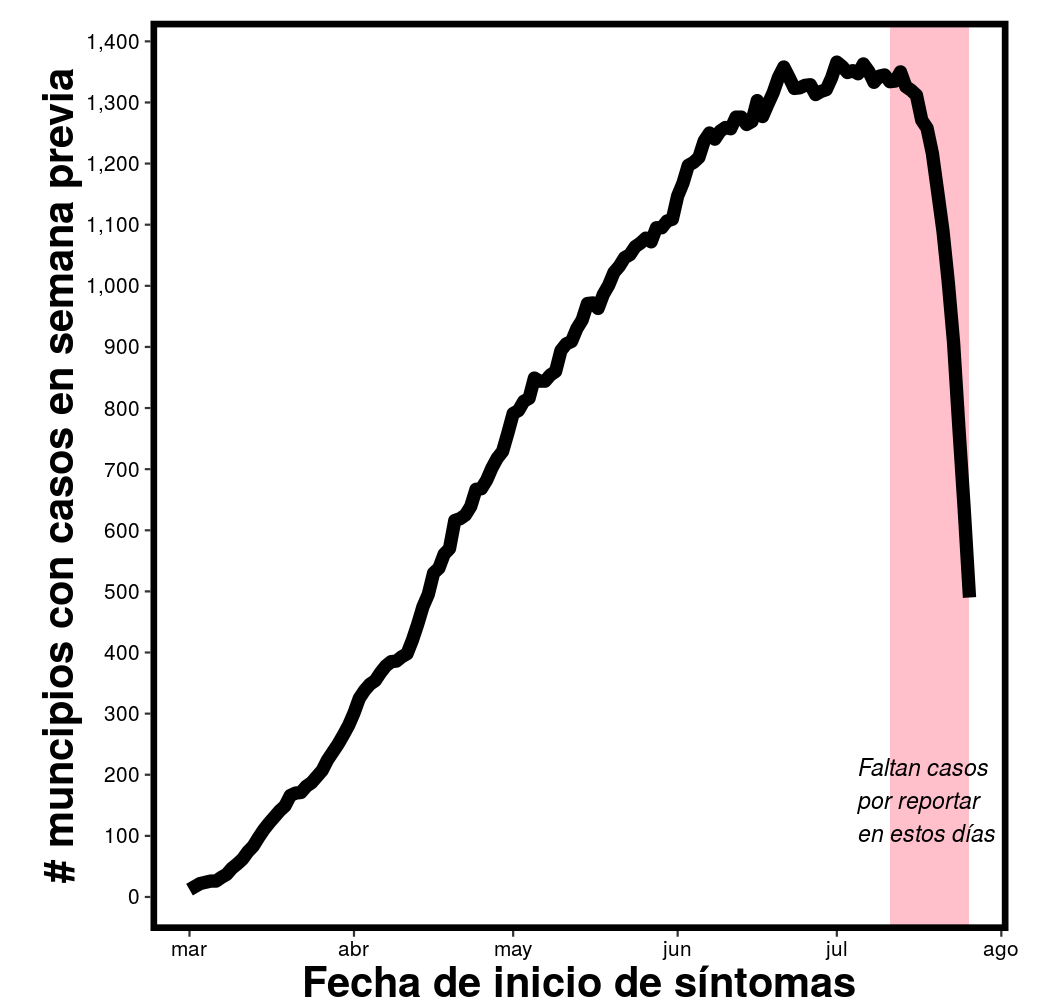 # muncipios con casos en semana previa
1,400
1,300
1,200
1,100
1,000
900
800
700
600
500
400
300
200
100
0
Faltan casos
por reportar
en estos días
mar abr may jun jul ago
Fecha de inicio de síntomas